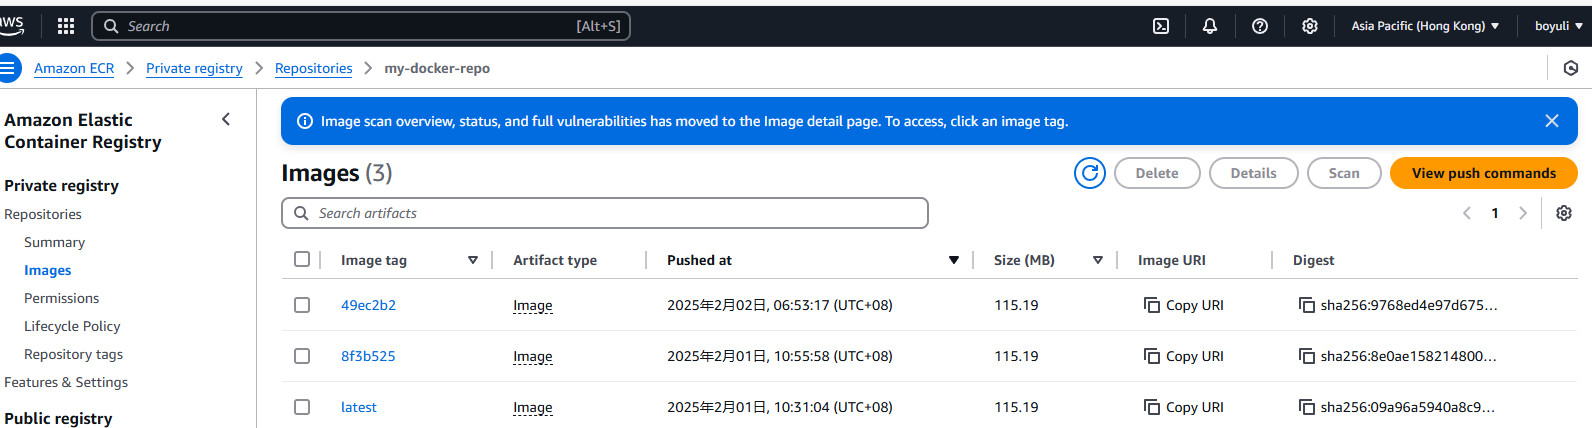 aws Search [Alt+S] Asia Pacific (Hong Kong) boyuli
Amazon ECR Private registry Repositories my-docker-repo
Amazon Elastic
Container Registry
Private registry
Repositories
Summary
Images
Permissions
Lifecycle Policy
Repository tags
Features & Settings
Public registry
Image scan overview, status, and full vulnerabilities has moved to the Image detail page. To access, click an image tag.
Images (3) Delete Details Scan View push commands
Search artifacts 1
Image tag Artifact type Pushed at Size (MB) Image URI Digest
49ec2b2 Image 2025年2月02日, 06:53:17 (UTC+08) 115.19 Copy URI sha256:9768ed4e97d675...
8f3b525 Image 2025年2月01日, 10:55:58 (UTC+08) 115.19 Copy URI sha256:8e0ae158214800...
latest Image 2025年2月01日, 10:31:04 (UTC+08) 115.19 Copy URI sha256:09a96a5940a8c9...